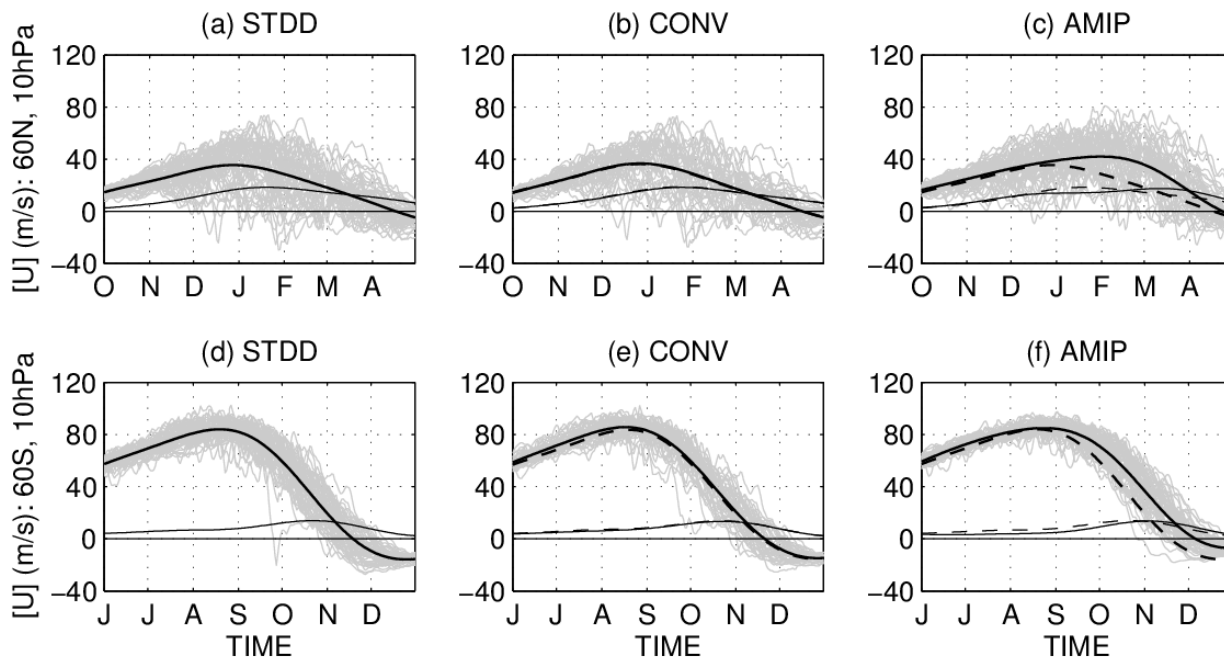 (a) STDD (b) CONV (c) AMIP
[U] (m/s): 60N, 10hPa
120 120 120
80 80 80
40 40 40
0 0 0
−40 −40 −40
O N D J F M A O N D J F M A O N D J F M A
(d) STDD (e) CONV (f) AMIP
[U] (m/s): 60S, 10hPa
120 120 120
80 80 80
40 40 40
0 0 0
−40 −40 −40
J J A S O N D J J A S O N D J J A S O N D
TIME TIME TIME